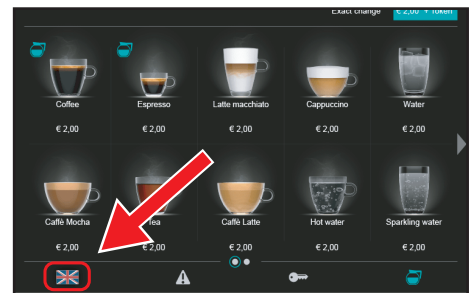 Exact change € 2,00 + Token
Coffee Espresso Latte macchiato Cappuccino Water
€ 2,00 € 2,00 € 2,00 € 2,00 € 2,00
Caffè Mocha Tea Caffè Latte Hot water Sparkling water
€ 2,00 € 2,00 € 2,00 € 2,00 € 2,00